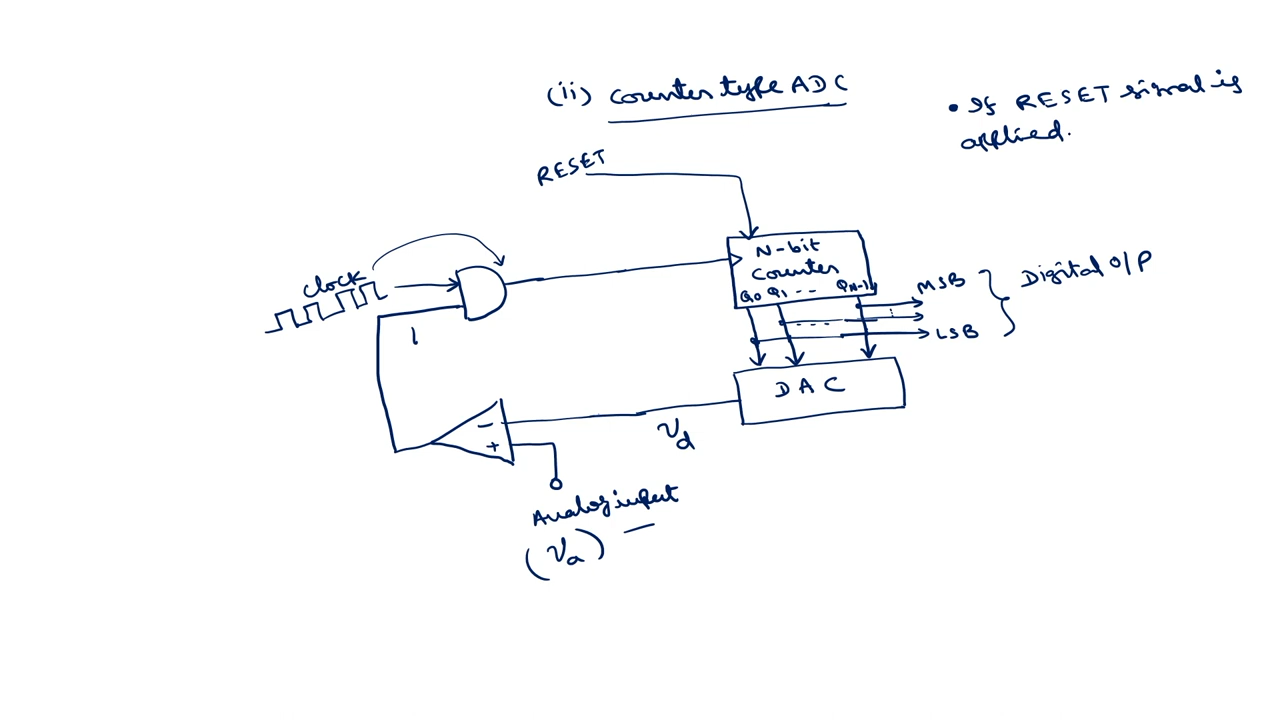 (ii) Counter type ADC
• If RESET signal is
applied.
RESET
clock
N-bit
Counter
Q0 Q1 -- QN-1
MSB
LSB
Digital O/P
1
DAC
−
+
Vd
Analog input
(Va)